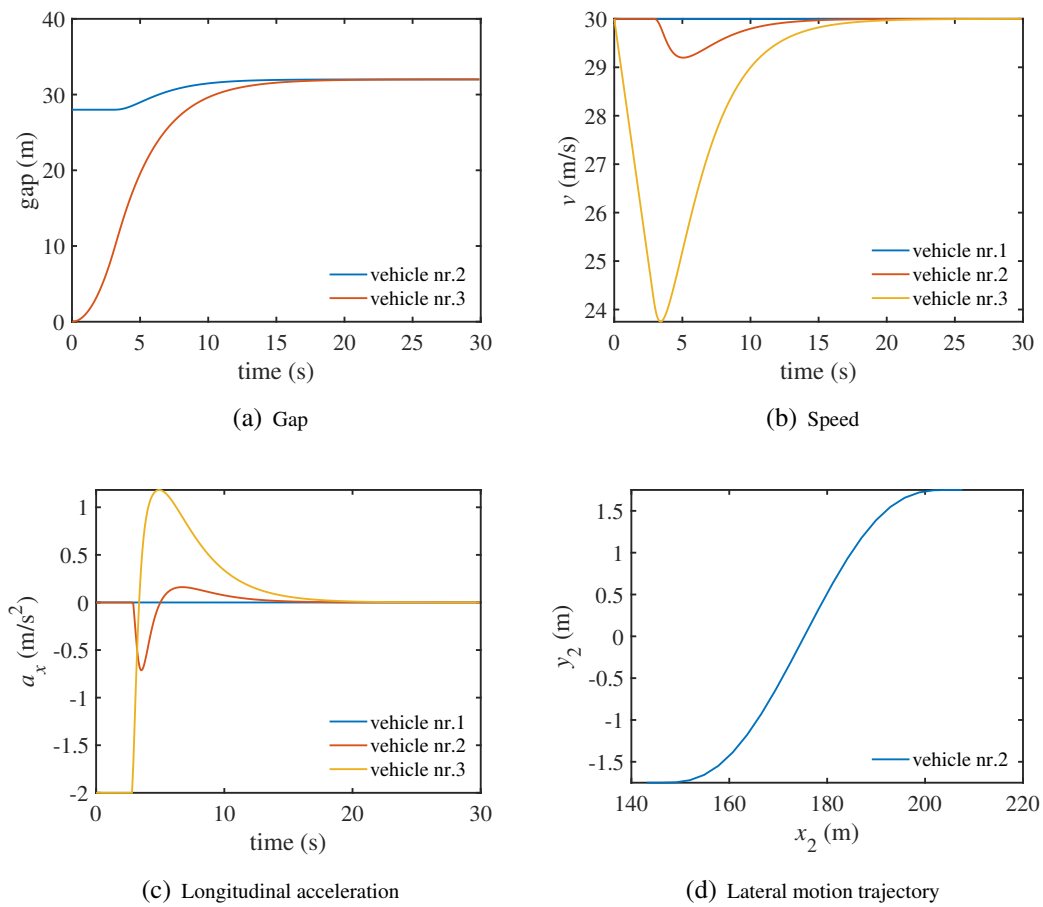 40
30
20
10
0
gap (m)
vehicle nr.2
vehicle nr.3
0 5 10 15 20 25 30
time (s)
(a) Gap
30
29
28
27
26
25
24
v (m/s)
vehicle nr.1
vehicle nr.2
vehicle nr.3
0 5 10 15 20 25 30
time (s)
(b) Speed
1
0.5
0
-0.5
-1
-1.5
-2
a_x (m/s²)
vehicle nr.1
vehicle nr.2
vehicle nr.3
0 10 20 30
time (s)
(c) Longitudinal acceleration
1.5
1
0.5
0
-0.5
-1
-1.5
y_2 (m)
vehicle nr.2
140 160 180 200 220
x_2 (m)
(d) Lateral motion trajectory